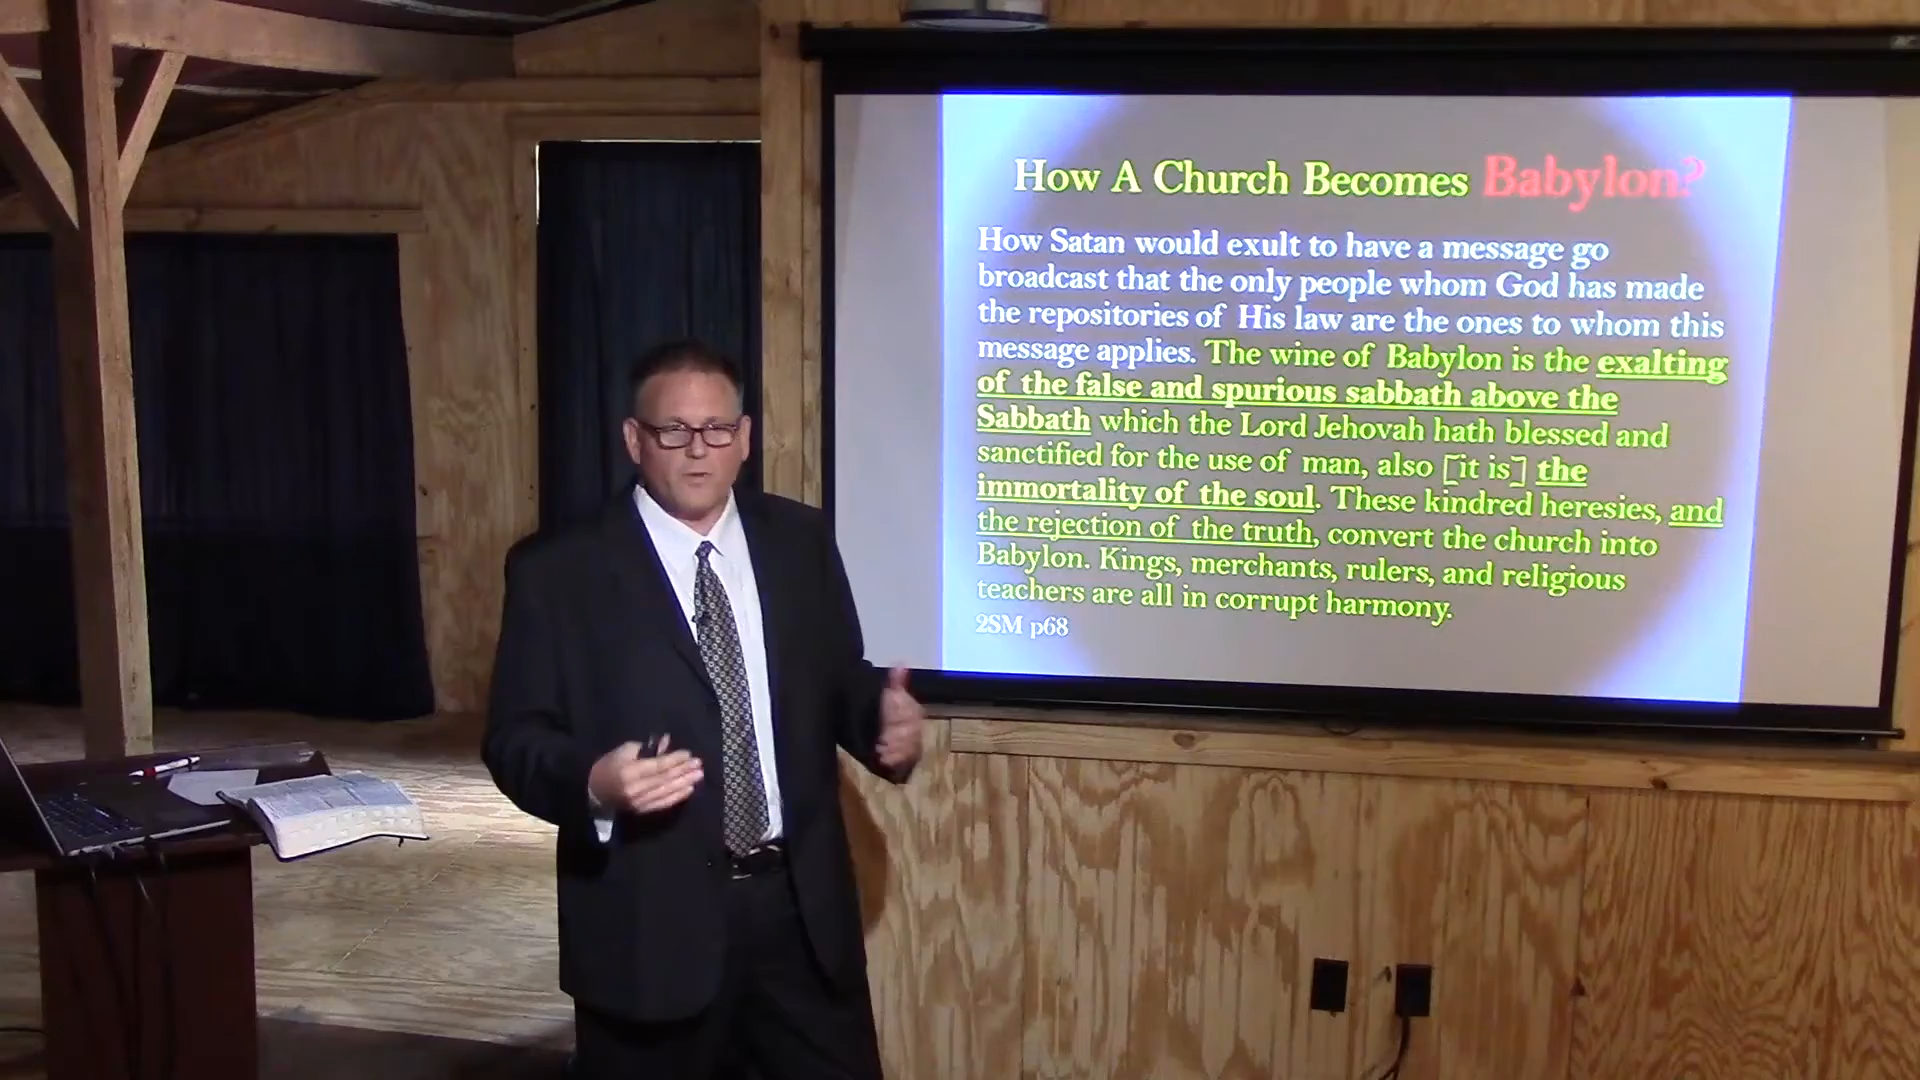 How A Church Becomes Babylon?
How Satan would exult to have a message go
broadcast that the only people whom God has made
the repositories of His law are the ones to whom this
message applies. The wine of Babylon is the exalting
of the false and spurious sabbath above the
Sabbath which the Lord Jehovah hath blessed and
sanctified for the use of man, also [it is] the
immortality of the soul. These kindred heresies, and
the rejection of the truth, convert the church into
Babylon. Kings, merchants, rulers, and religious
teachers are all in corrupt harmony.
2SM p68